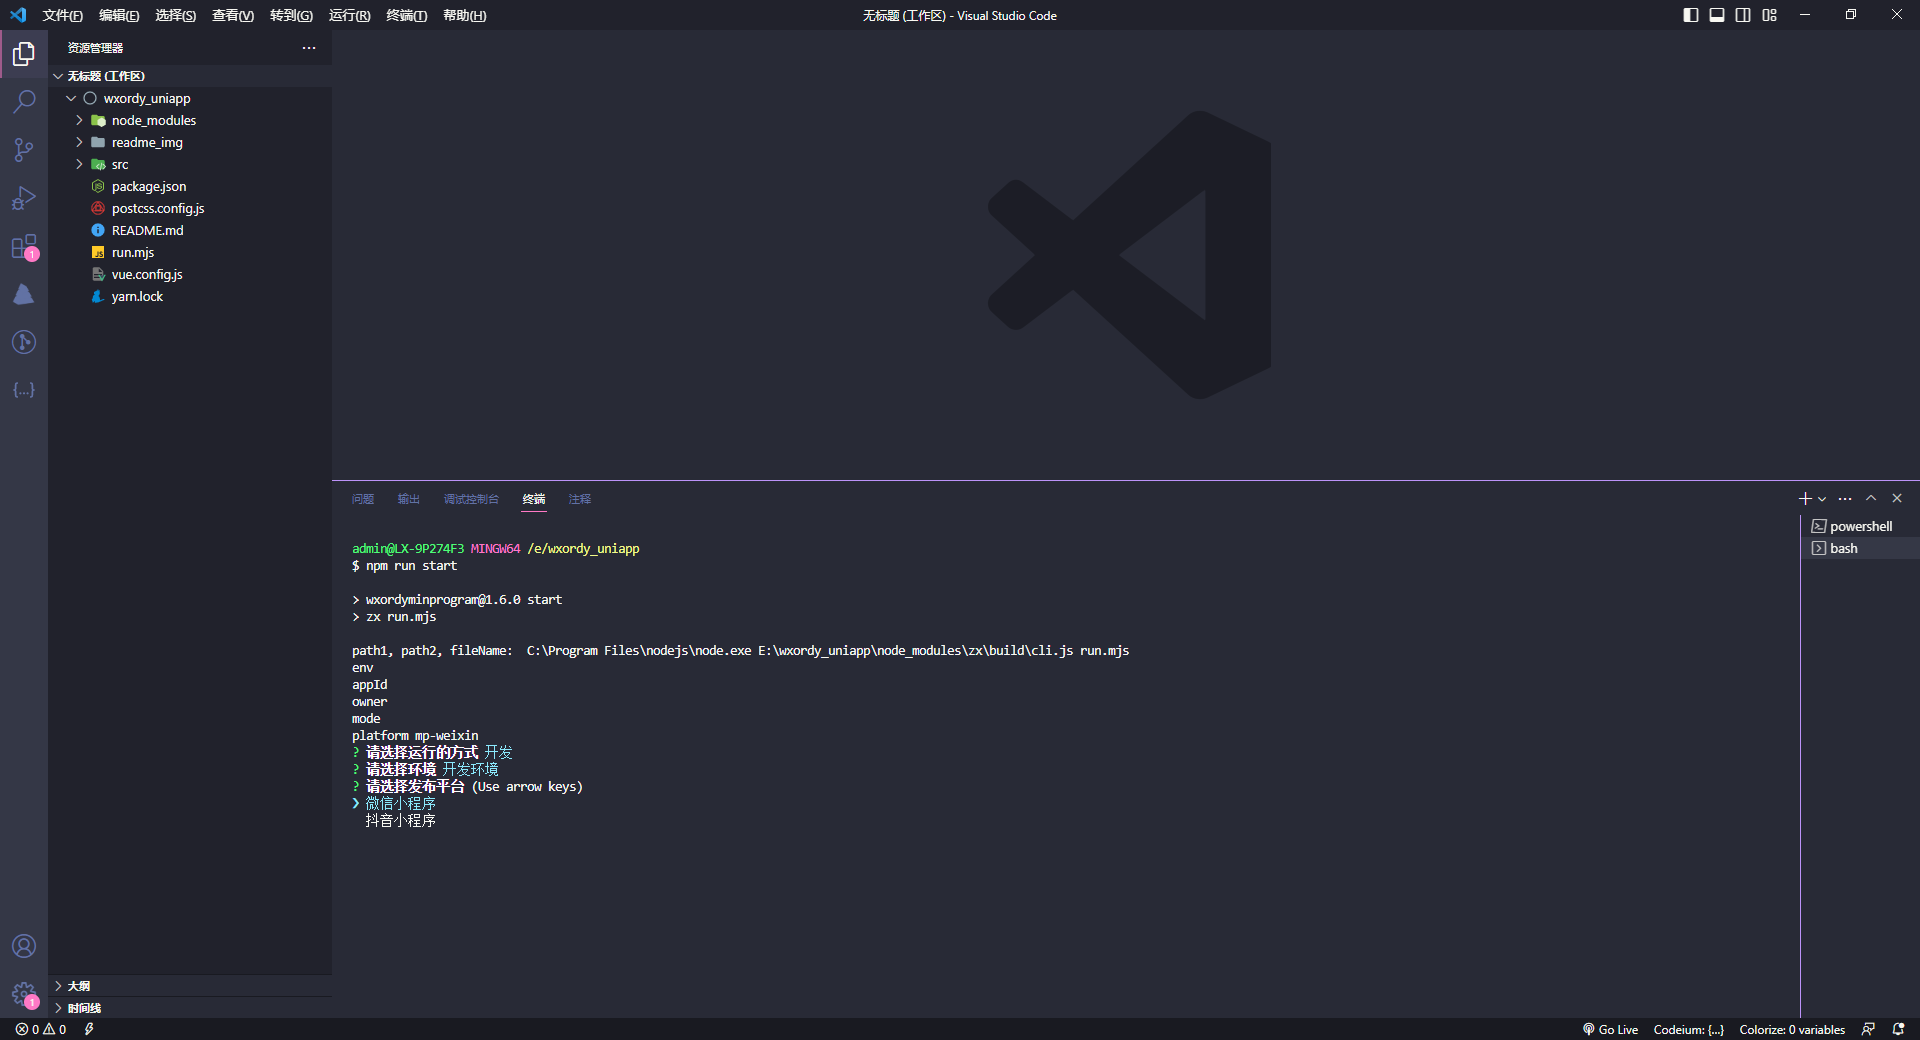 文件(F) 编辑(E) 选择(S) 查看(V) 转到(G) 运行(R) 终端(T) 帮助(H)
无标题 (工作区) - Visual Studio Code
资源管理器
无标题 (工作区)
wxordy_uniapp
node_modules
readme_img
src
package.json
postcss.config.js
README.md
run.mjs
vue.config.js
yarn.lock
1
{...}
1
大纲
时间线
问题 输出 调试控制台 终端 注释
powershell
bash
admin@LX-9P274F3 MINGW64 /e/wxordy_uniapp
$ npm run start
> wxordyminprogram@1.6.0 start
> zx run.mjs
path1, path2, fileName:  C:\Program Files\nodejs\node.exe E:\wxordy_uniapp\node_modules\zx\build\cli.js run.mjs
env
appId
owner
mode
platform mp-weixin
? 请选择运行的方式 开发
? 请选择环境 开发环境
? 请选择发布平台 (Use arrow keys)
❯ 微信小程序
抖音小程序
0 0
Go Live Codeium: {...} Colorize: 0 variables